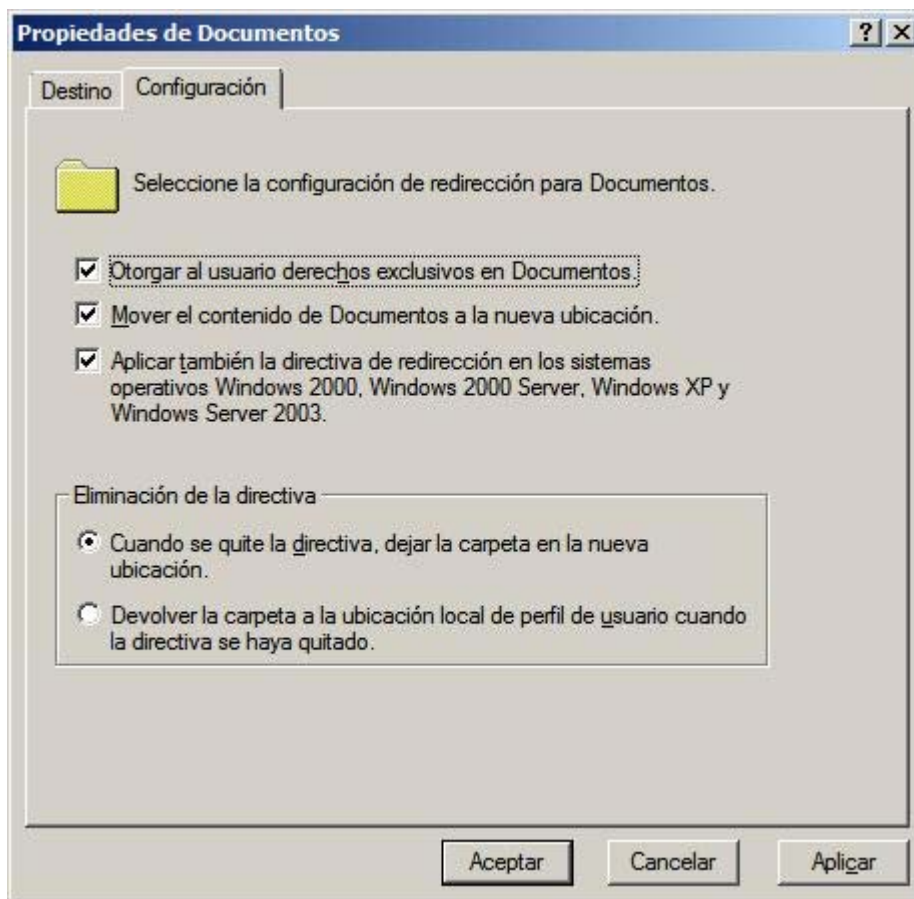 Propiedades de Documentos
Destino
Configuración
Seleccione la configuración de redirección para Documentos.
Otorgar al usuario derechos exclusivos en Documentos.
Mover el contenido de Documentos a la nueva ubicación.
Aplicar también la directiva de redirección en los sistemas
operativos Windows 2000, Windows 2000 Server, Windows XP y
Windows Server 2003.
Eliminación de la directiva
Cuando se quite la directiva, dejar la carpeta en la nueva
ubicación.
Devolver la carpeta a la ubicación local de perfil de usuario cuando
la directiva se haya quitado.
Aceptar
Cancelar
Aplicar